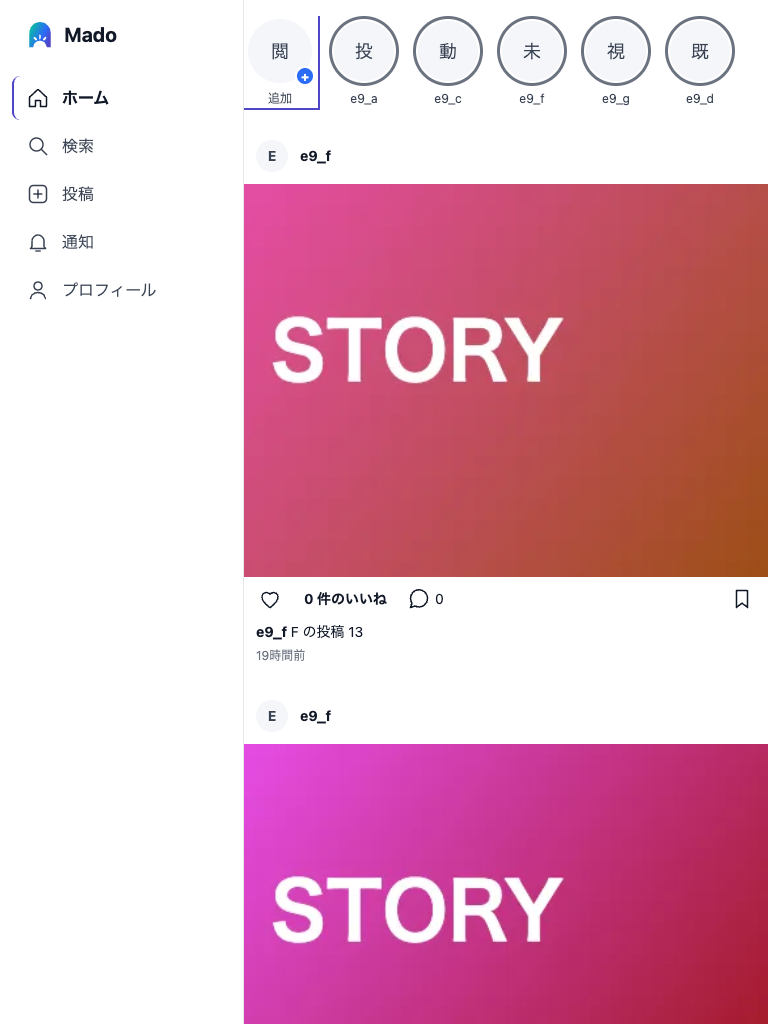 Mado
ホーム
検索
投稿
通知
プロフィール
閲 投 動 未 視 既
追加 e9_a e9_c e9_f e9_g e9_d
E e9_f
STORY
0 件のいいね 0
e9_f F の投稿 13
19時間前
E e9_f
STORY